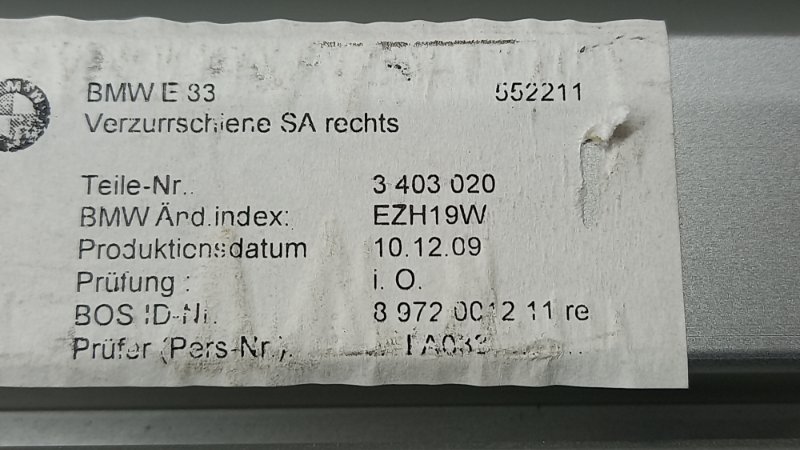 BMW E 83 552211
Verzurrschiene SA rechts
Teile-Nr.: 3 403 020
BMW Änd.index: EZH19W
Produktionsdatum 10.12.09
Prüfung : i. O.
BOS ID-Nr. 8 972 0012 11 re
Prüfer (Pers-Nr.).